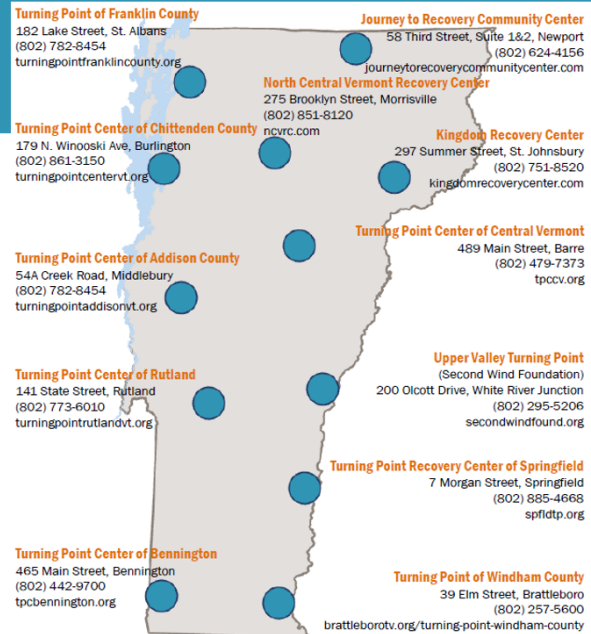 Turning Point of Franklin County
182 Lake Street, St. Albans
(802) 782-8454
turningpointfranklincounty.org
Journey to Recovery Community Center
58 Third Street, Suite 1&2, Newport
(802) 624-4156
journeytorecoverycommunitycenter.com
North Central Vermont Recovery Center
275 Brooklyn Street, Morrisville
(802) 851-8120
ncvrc.com
Turning Point Center of Chittenden County
179 N. Winooski Ave, Burlington
(802) 861-3150
turningpointcentervt.org
Kingdom Recovery Center
297 Summer Street, St. Johnsbury
(802) 751-8520
kingdomrecoverycenter.com
Turning Point Center of Central Vermont
489 Main Street, Barre
(802) 479-7373
tpccv.org
Turning Point Center of Addison County
54A Creek Road, Middlebury
(802) 782-8454
turningpointaddisonvt.org
Upper Valley Turning Point
(Second Wind Foundation)
200 Olcott Drive, White River Junction
(802) 295-5206
secondwindfound.org
Turning Point Center of Rutland
141 State Street, Rutland
(802) 773-6010
turningpointrutlandvt.org
Turning Point Recovery Center of Springfield
7 Morgan Street, Springfield
(802) 885-4668
spfldtp.org
Turning Point Center of Bennington
465 Main Street, Bennington
(802) 442-9700
tpcbennington.org
Turning Point of Windham County
39 Elm Street, Brattleboro
(802) 257-5600
brattleborotv.org/turning-point-windham-county